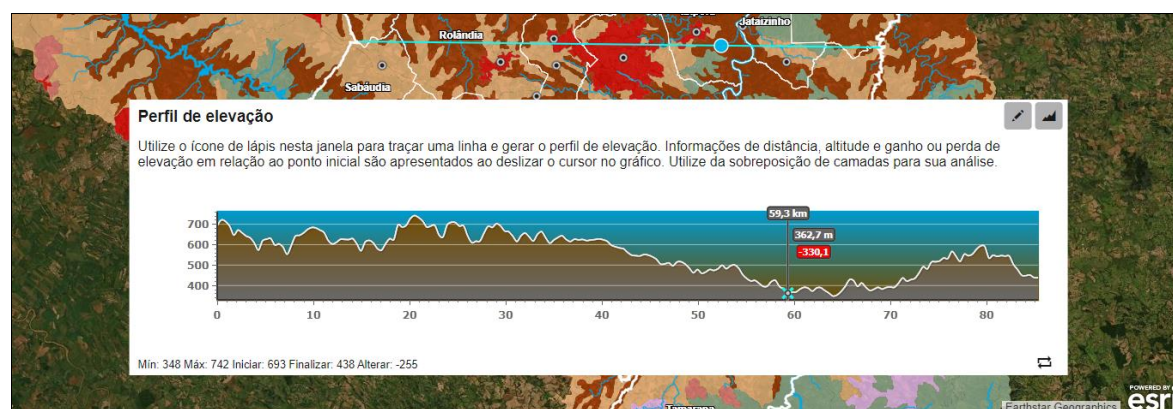 Jataizinho
Rolândia
Sabáudia
Perfil de elevação
Utilize o ícone de lápis nesta janela para traçar uma linha e gerar o perfil de elevação. Informações de distância, altitude e ganho ou perda de
elevação em relação ao ponto inicial são apresentados ao deslizar o cursor no gráfico. Utilize da sobreposição de camadas para sua análise.
59,3 km
700
362,7 m
600
-330,1
500
400
0 10 20 30 40 50 60 70 80
Mín: 348 Máx: 742 Iniciar: 693 Finalizar: 438 Alterar: -255
POWERED BY
Tamarana
Earthstar Geographics
esri